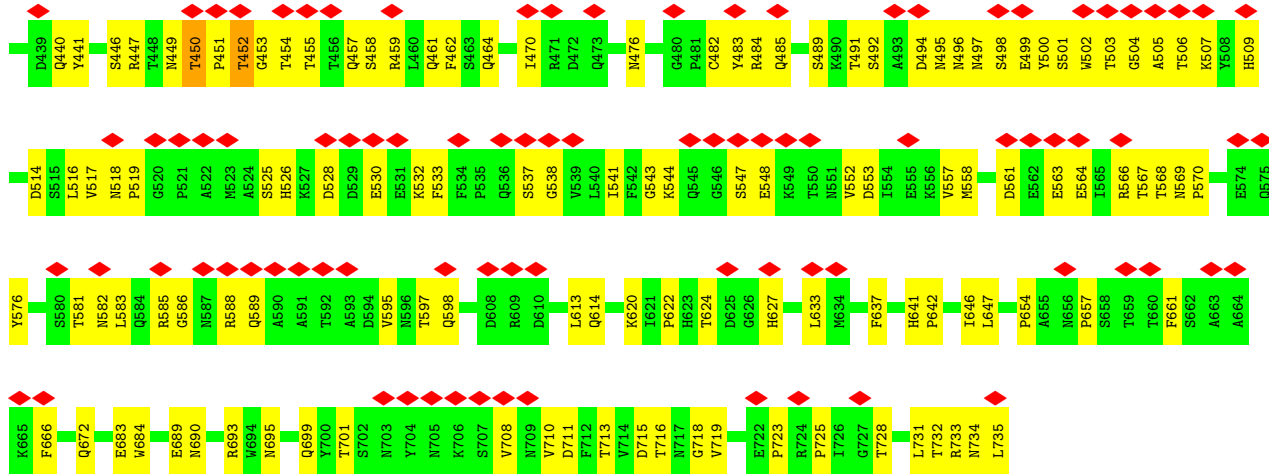 D439 Q440 Y441 S446 R447 T448 N449 T450 P451 T452 G453 T454 T455 T456 Q457 S458 R459 L460 Q461 F462 S463 Q464 I470 R471 D472 Q473 N476 G480 P481 C482 Y483 R484 Q485 S489 K490 T491 S492 A493 D494 N495 N496 N497 S498 E499 Y500 S501 W502 T503 G504 A505 T506 K507 Y508 H509
D514 S515 L516 V517 N518 P519 G520 P521 A522 M523 A524 S525 H526 K527 D528 D529 E530 E531 K532 F533 F534 P535 Q536 S537 G538 V539 L540 I541 F542 G543 K544 Q545 G546 S547 E548 K549 T550 N551 V552 D553 I554 E555 K556 V557 M558 D561 E562 E563 E564 I565 R566 T567 T568 N569 P570 E574 Q575
Y576 S580 T581 N582 L583 Q584 R585 G586 N587 R588 Q589 A590 A591 T592 A593 D594 V595 N596 T597 Q598 D608 R609 D610 L613 Q614 K620 I621 P622 H623 T624 D625 G626 H627 L633 M634 F637 H641 P642 I646 L647 P654 A655 N656 P657 S658 T659 T660 F661 S662 A663 A664
K665 F666 Q672 E683 W684 E689 N690 R693 W694 N695 Q699 Y700 T701 S702 N703 Y704 N705 K706 S707 V708 N709 V710 D711 F712 T713 V714 D715 T716 N717 G718 V719 E722 P723 R724 P725 I726 G727 T728 L731 T732 R733 N734 L735